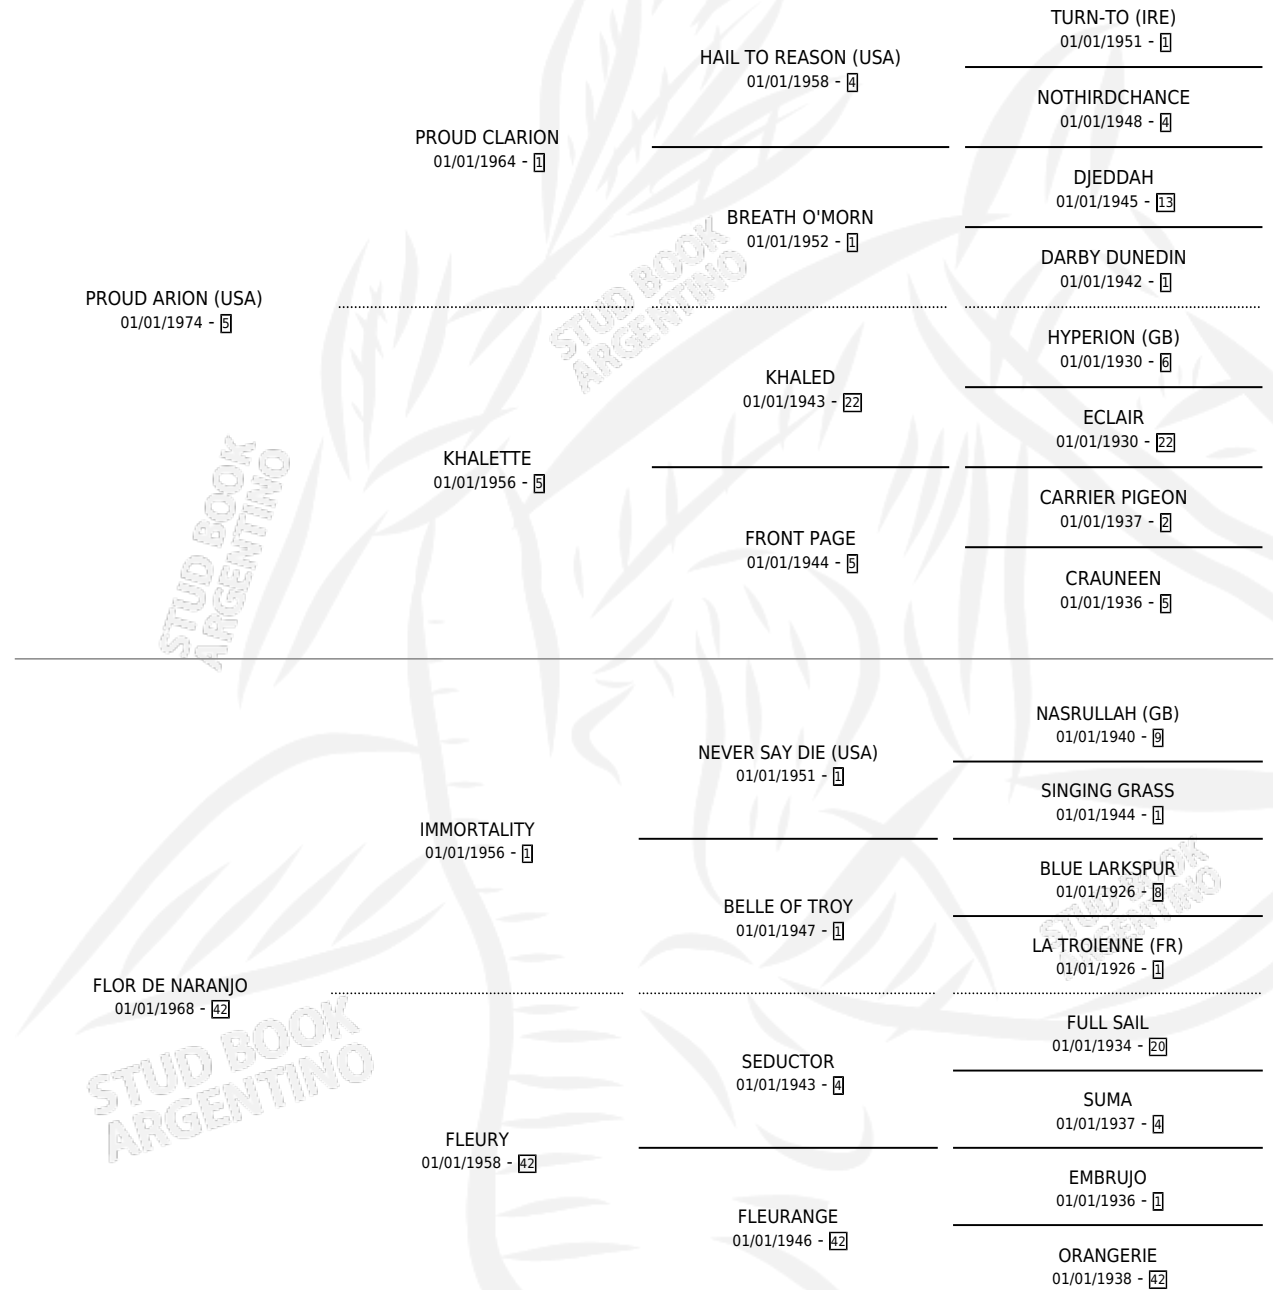 TURN-TO (IRE)
01/01/1951 - 1
HAIL TO REASON (USA)
01/01/1958 - 4
NOTHIRDCHANCE
01/01/1948 - 4
PROUD CLARION
01/01/1964 - 1
DJEDDAH
01/01/1945 - 13
BREATH O'MORN
01/01/1952 - 1
DARBY DUNEDIN
01/01/1942 - 1
PROUD ARION (USA)
01/01/1974 - 5
HYPERION (GB)
01/01/1930 - 6
KHALED
01/01/1943 - 22
ECLAIR
01/01/1930 - 22
KHALETTE
01/01/1956 - 5
CARRIER PIGEON
01/01/1937 - 2
FRONT PAGE
01/01/1944 - 5
CRAUNEEN
01/01/1936 - 5
NASRULLAH (GB)
01/01/1940 - 9
NEVER SAY DIE (USA)
01/01/1951 - 1
SINGING GRASS
01/01/1944 - 1
IMMORTALITY
01/01/1956 - 1
BLUE LARKSPUR
01/01/1926 - 8
BELLE OF TROY
01/01/1947 - 1
LA TROIENNE (FR)
01/01/1926 - 1
FLOR DE NARANJO
01/01/1968 - 42
FULL SAIL
01/01/1934 - 20
SEDUCTOR
01/01/1943 - 4
SUMA
01/01/1937 - 4
FLEURY
01/01/1958 - 42
EMBRUJO
01/01/1936 - 1
FLEURANGE
01/01/1946 - 42
ORANGERIE
01/01/1938 - 42
STUD BOOK
ARGENTINO
STUD BOOK
ARGENTINO
STUD BOOK
ARGENTINO
STUD BOOK
ARGENTINO